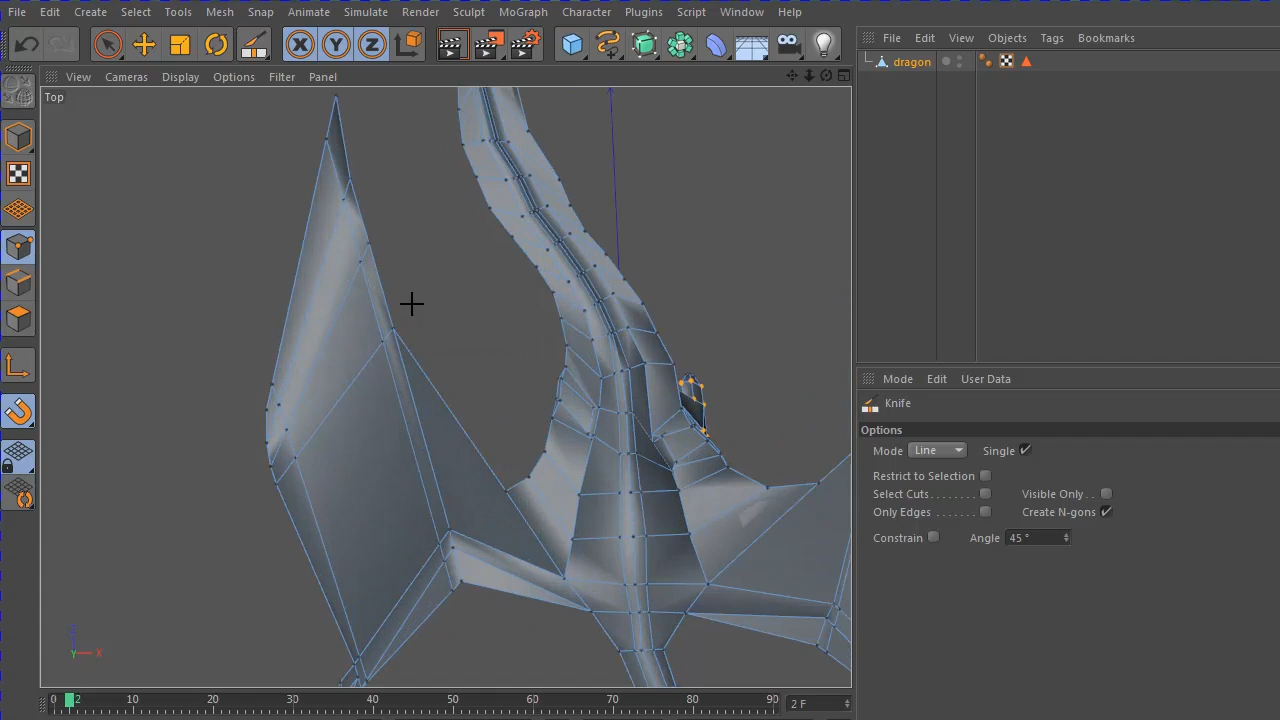 File Edit Create Select Tools Mesh Snap Animate Simulate Render Sculpt MoGraph Character Plugins Script Window Help
X Y Z
File Edit View Objects Tags Bookmarks
dragon
View Cameras Display Options Filter Panel
Top
Mode Edit User Data
Knife
Options
Mode Line Single
Restrict to Selection
Select Cuts . . . . . . . Visible Only . .
Only Edges . . . . . . Create N-gons
Constrain Angle 45 °
Y X
0 2 10 20 30 40 50 60 70 80 90 2 F